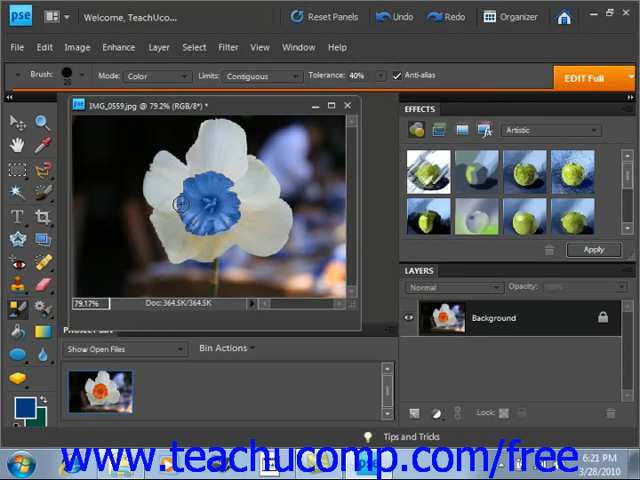 pse Welcome, TeachUco... Reset Panels Undo Redo Organizer
File Edit Image Enhance Layer Select Filter View Window Help
Brush: Mode: Color Limits: Contiguous Tolerance: 40% Anti-alias EDIT Full
25
pse IMG_0559.jpg @ 79.2% (RGB/8*) *
EFFECTS
Artistic
Apply
79.17% Doc:364.5K/364.5K
LAYERS
Normal Opacity: 100%
Background
Show Open Files Bin Actions
Lock:
Tips and Tricks
www.teachucomp.com/free
6:21 PM
3/28/2010